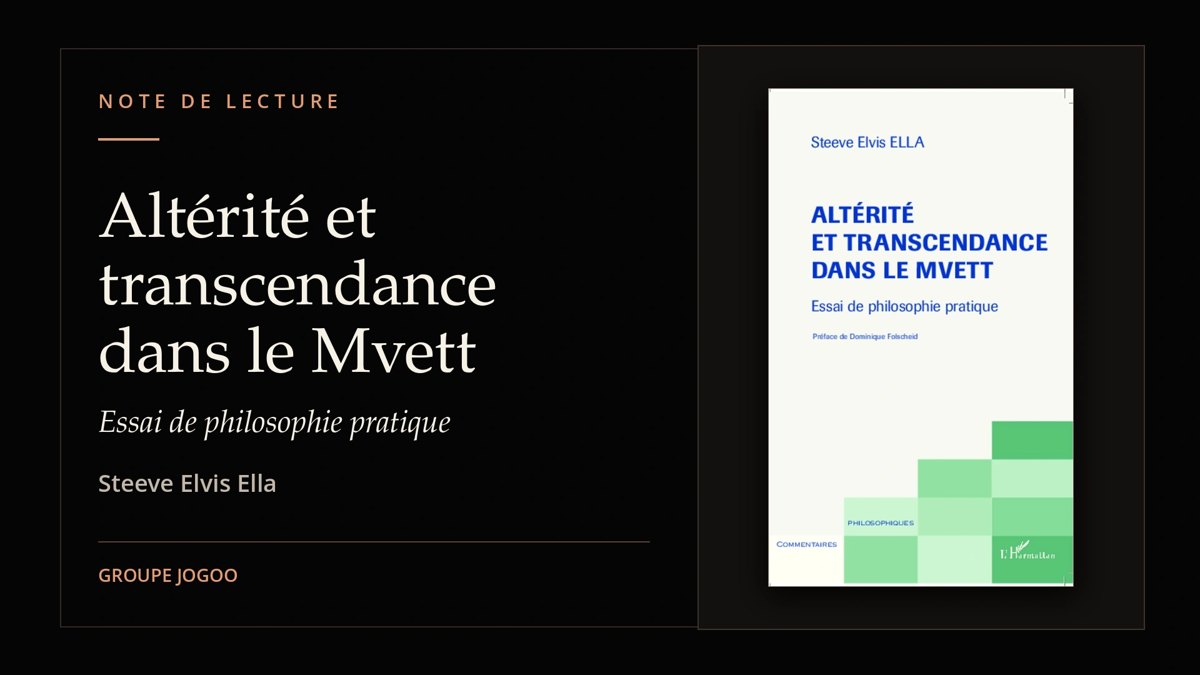 NOTE DE LECTURE
Altérité et
transcendance
dans le Mvett
Essai de philosophie pratique
Steeve Elvis Ella
GROUPE JOGOO
Steeve Elvis ELLA
ALTÉRITÉ
ET TRANSCENDANCE
DANS LE MVETT
Essai de philosophie pratique
Préface de Dominique Folscheid
PHILOSOPHIQUES
COMMENTAIRES
L'Harmattan